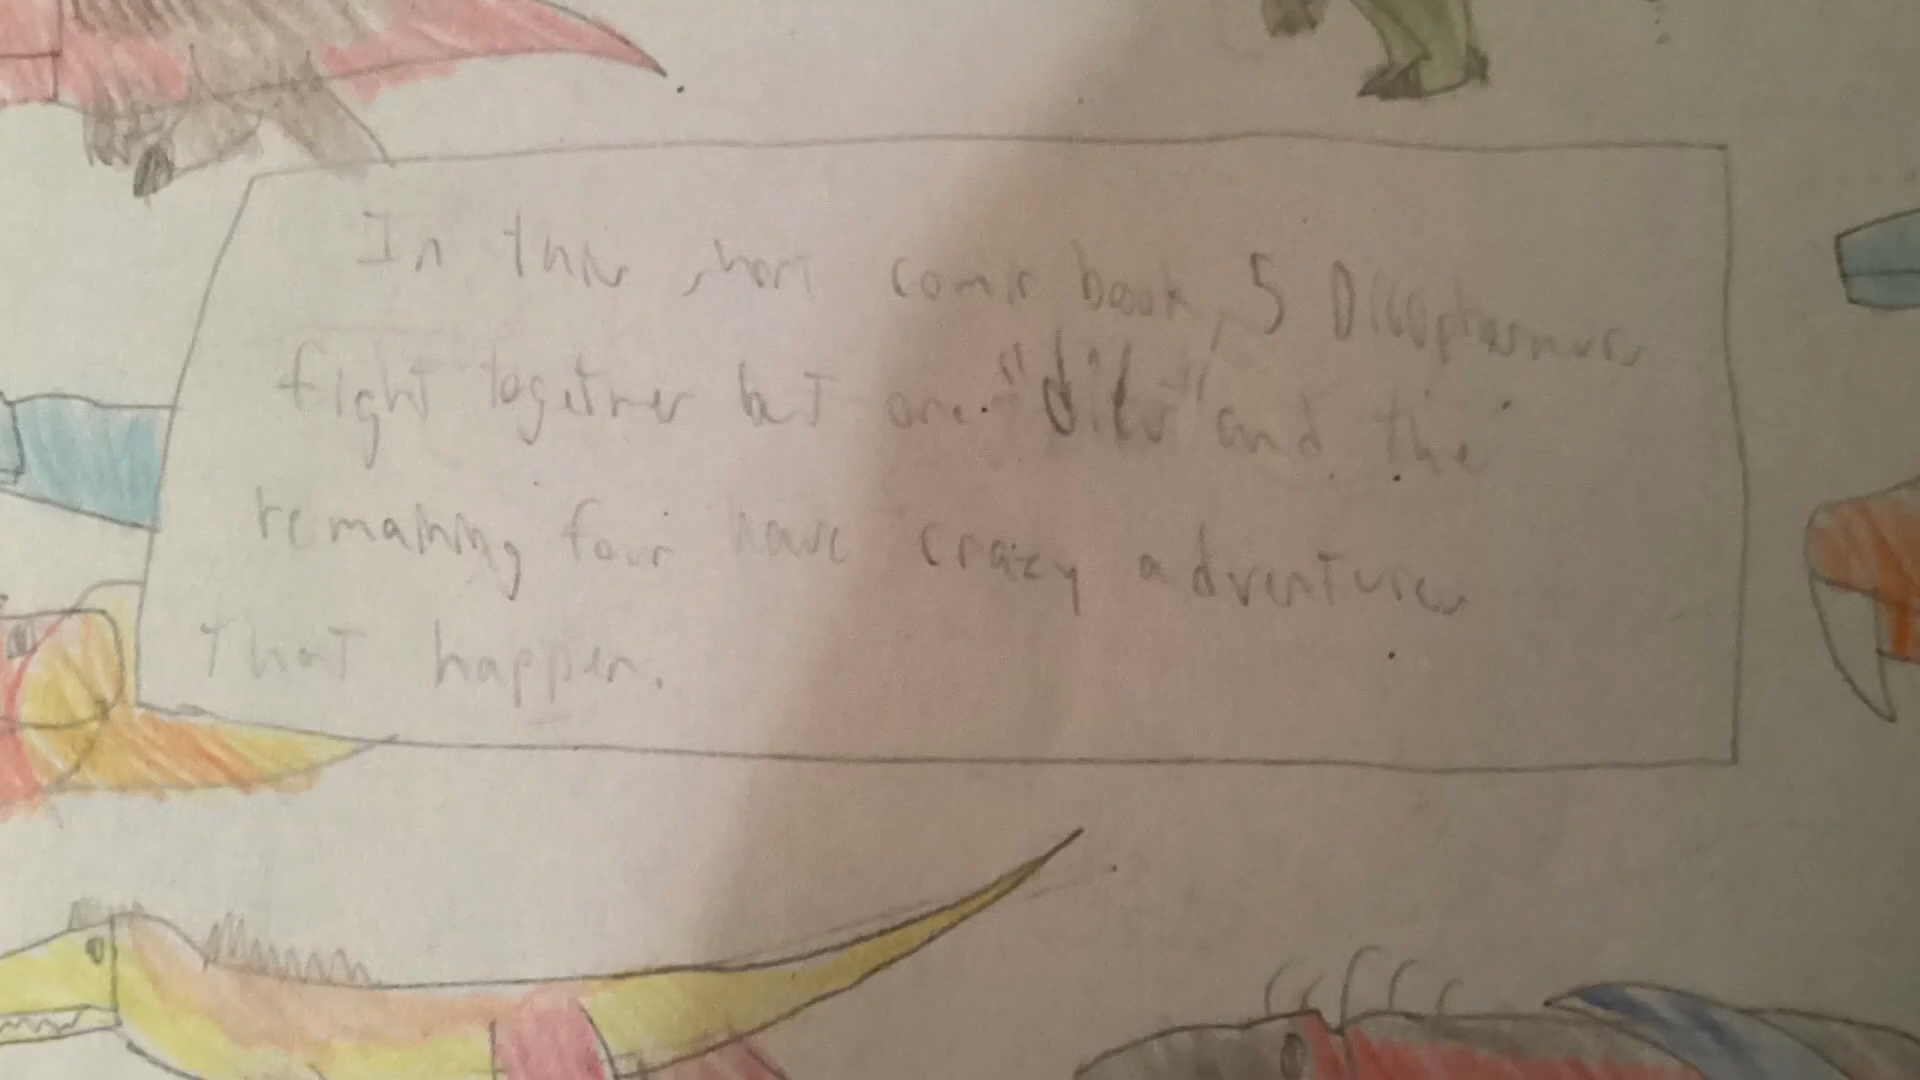 In this short comic book, 5 Dilophosaurus
fight together but one "dies" and the
remaining four have crazy adventures
that happen.